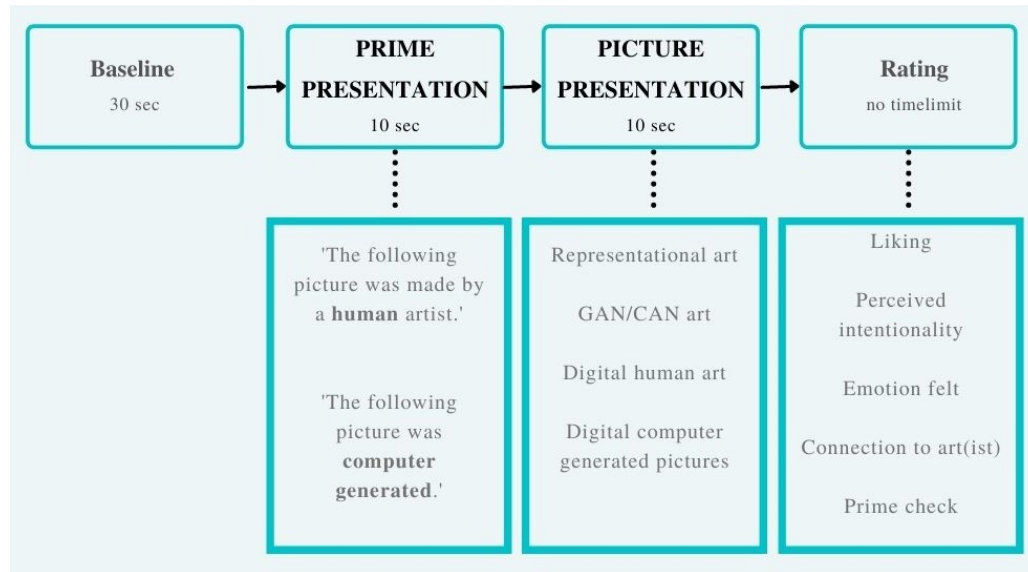 Baseline
30 sec
PRIME
PRESENTATION
10 sec
PICTURE
PRESENTATION
10 sec
Rating
no timelimit
'The following
picture was made by
a human artist.'
'The following
picture was
computer
generated.'
Representational art
GAN/CAN art
Digital human art
Digital computer
generated pictures
Liking
Perceived
intentionality
Emotion felt
Connection to art(ist)
Prime check